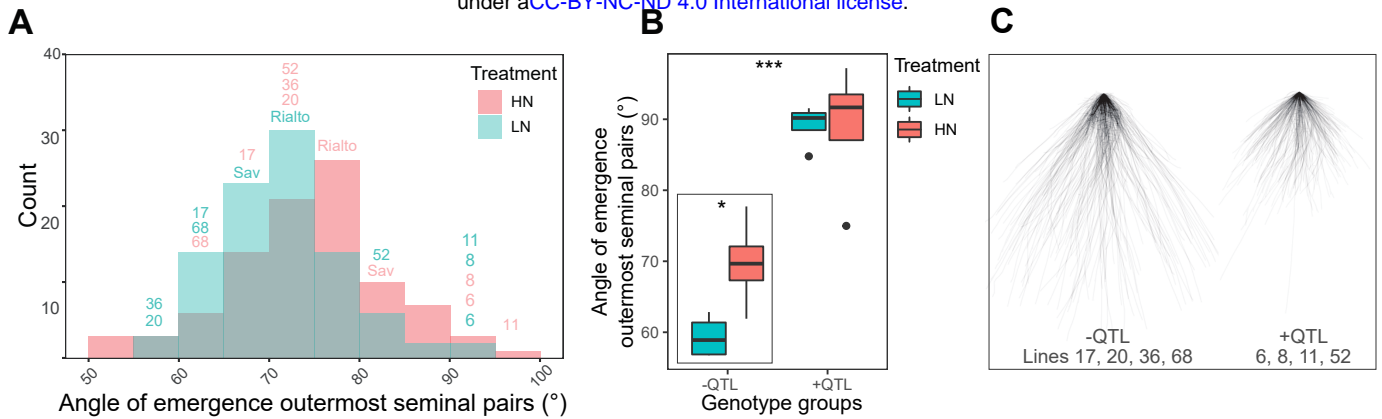 under aCC-BY-NC-ND 4.0 International license.
A
Count
40
30
20
10
52
36
20
Rialto
17
Sav
Rialto
17
68
68
36
20
52
Sav
11
8
8
6
6
11
Treatment
HN
LN
50
60
70
80
90
100
Angle of emergence outermost seminal pairs (°)
B
Angle of emergence
outermost seminal pairs (°)
90
80
70
60
***
*
-QTL
+QTL
Genotype groups
Treatment
LN
HN
C
-QTL
Lines 17, 20, 36, 68
+QTL
6, 8, 11, 52